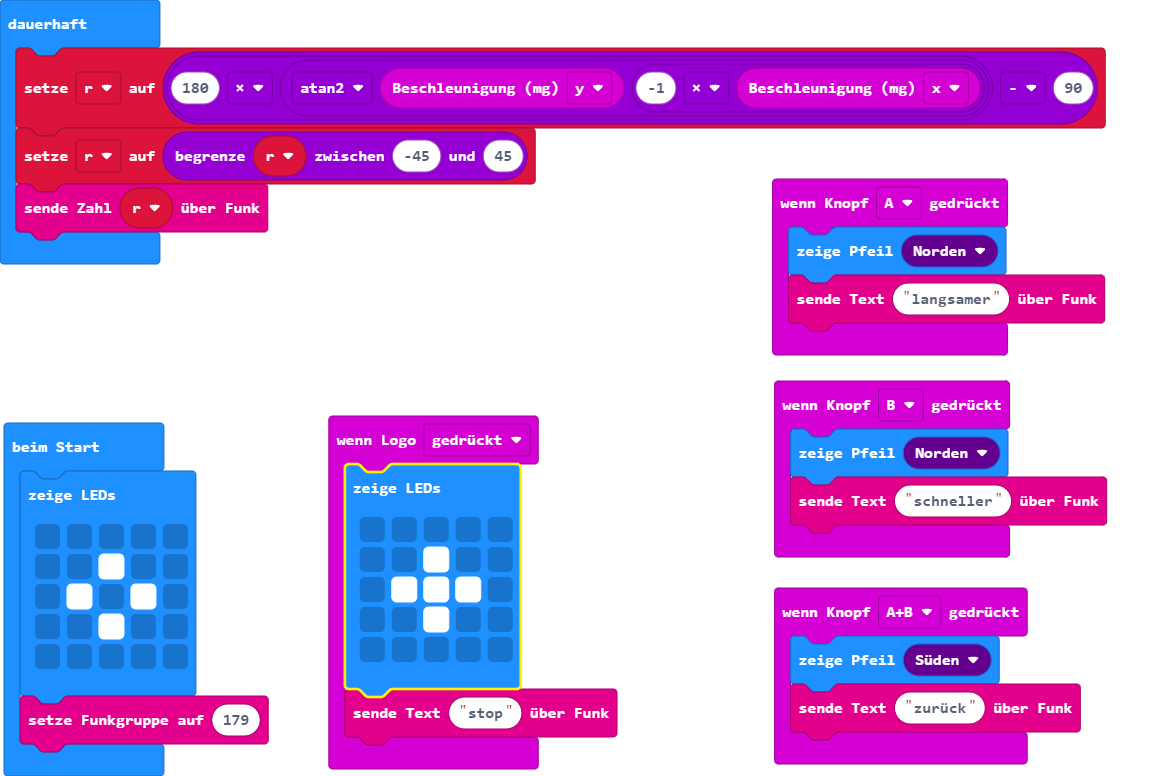 dauerhaft
setze r auf 180 × atan2 Beschleunigung (mg) y -1 × Beschleunigung (mg) x - 90
setze r auf begrenze r zwischen -45 und 45
sende Zahl r über Funk
wenn Knopf A gedrückt
zeige Pfeil Norden
sende Text "langsamer" über Funk
wenn Knopf B gedrückt
zeige Pfeil Norden
sende Text "schneller" über Funk
beim Start
zeige LEDs
setze Funkgruppe auf 179
wenn Logo gedrückt
zeige LEDs
sende Text "stop" über Funk
wenn Knopf A+B gedrückt
zeige Pfeil Süden
sende Text "zurück" über Funk